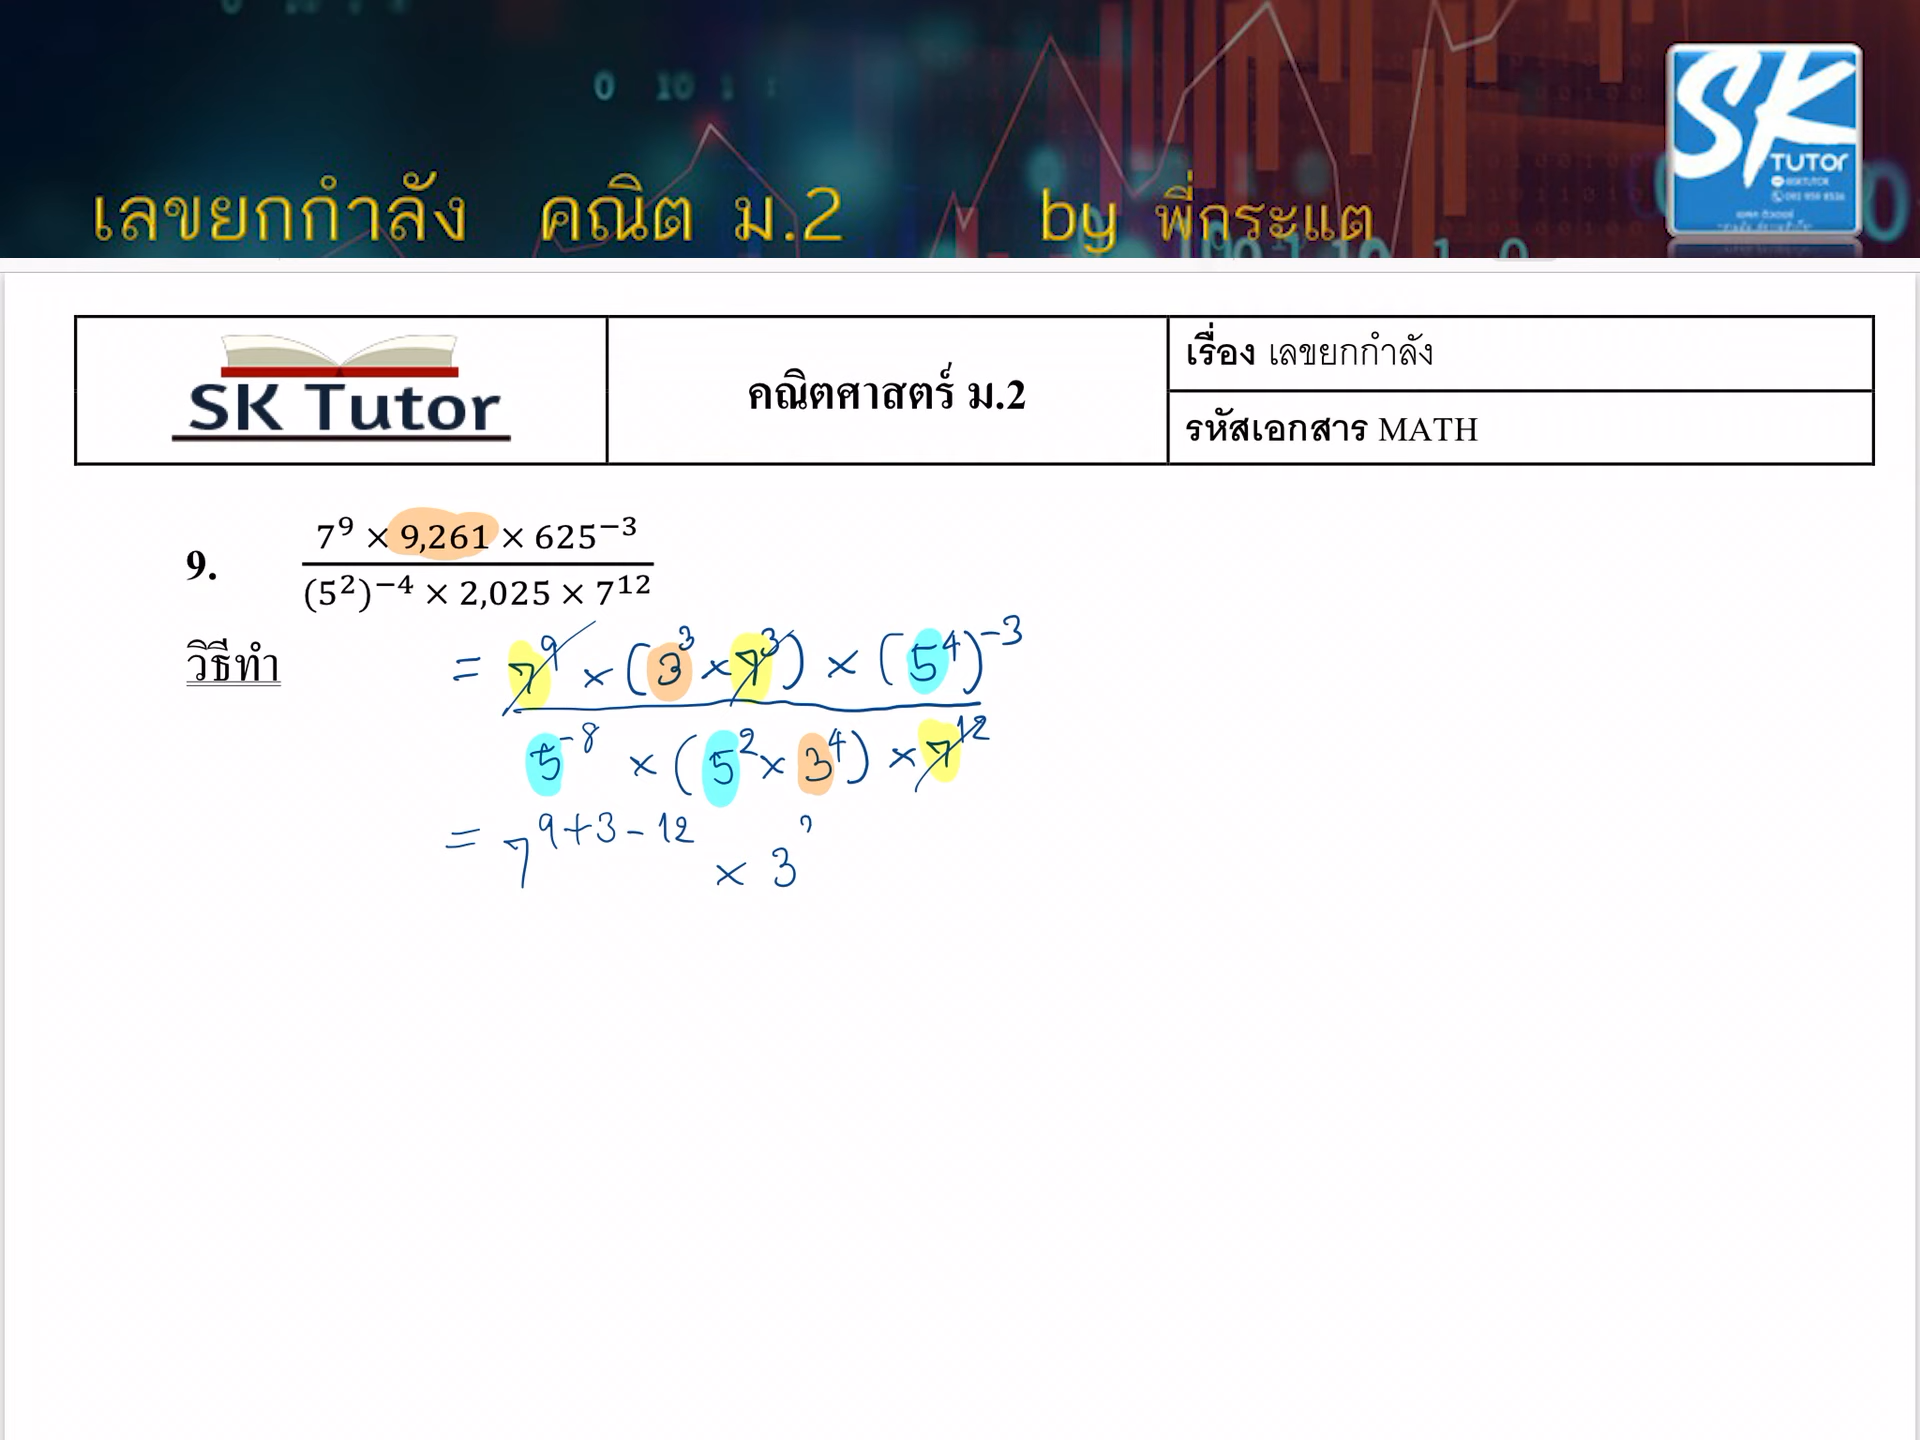 0 10 1
เลขยกกำลัง คณิต ม.2 by พี่กระแต
SK
TUTOR
SK Tutor
คณิตศาสตร์ ม.2
เรื่อง เลขยกกำลัง
รหัสเอกสาร MATH
9. 7⁹ × 9,261 × 625⁻³
(5²)⁻⁴ × 2,025 × 7¹²
วิธีทำ = 7⁹ × (3³ × 7³) × (5⁴)⁻³
5⁻⁸ × (5² × 3⁴) × 7¹²
= 7⁹⁺³⁻¹² × 3